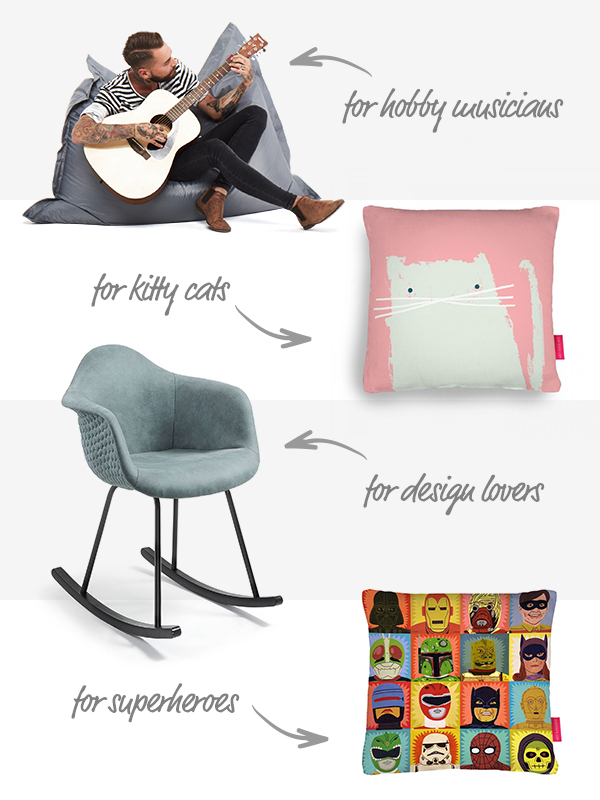 for hobby musicians
for kitty cats
for design lovers
for superheroes